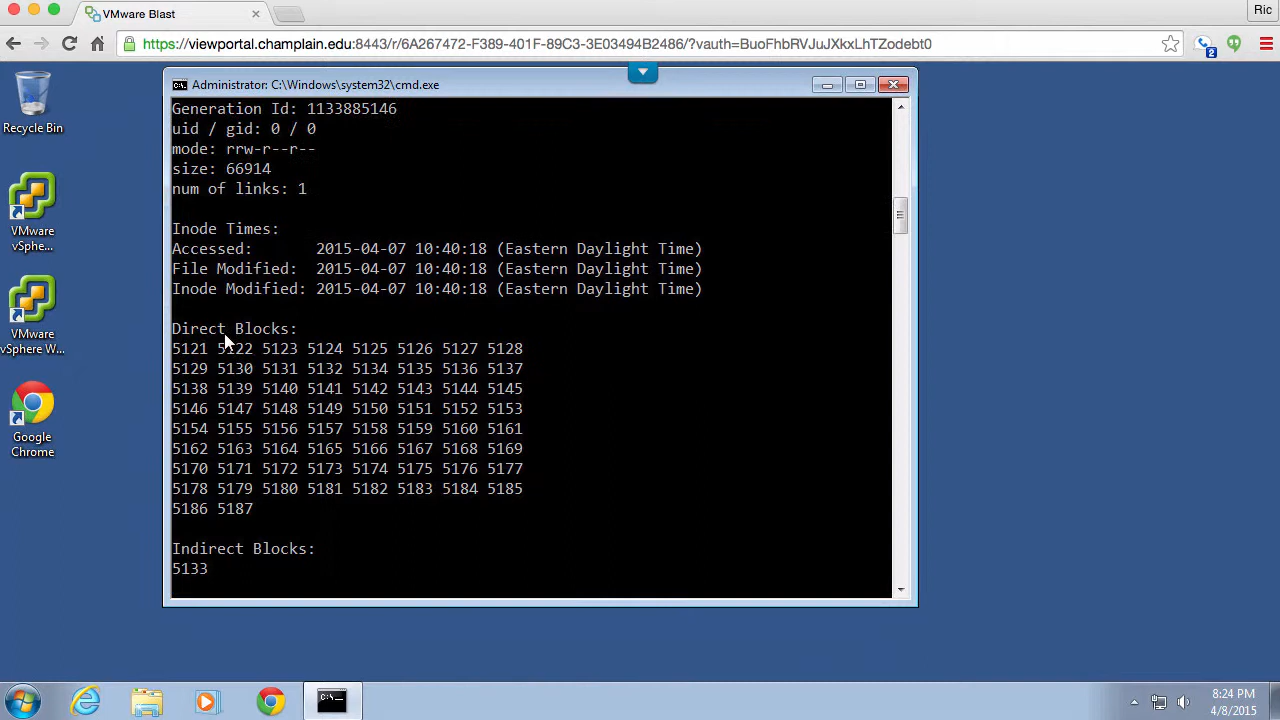 VMware Blast
Ric
https://viewportal.champlain.edu:8443/r/6A267472-F389-401F-89C3-3E03494B2486/?vauth=BuoFhbRVJuJXkxLhTZodebt0
2
Recycle Bin
VMware
vSphe...
VMware
vSphere W...
Google
Chrome
Administrator: C:\Windows\system32\cmd.exe
Generation Id: 1133885146
uid / gid: 0 / 0
mode: rrw-r--r--
size: 66914
num of links: 1
Inode Times:
Accessed:       2015-04-07 10:40:18 (Eastern Daylight Time)
File Modified:  2015-04-07 10:40:18 (Eastern Daylight Time)
Inode Modified: 2015-04-07 10:40:18 (Eastern Daylight Time)
Direct Blocks:
5121 5122 5123 5124 5125 5126 5127 5128
5129 5130 5131 5132 5134 5135 5136 5137
5138 5139 5140 5141 5142 5143 5144 5145
5146 5147 5148 5149 5150 5151 5152 5153
5154 5155 5156 5157 5158 5159 5160 5161
5162 5163 5164 5165 5166 5167 5168 5169
5170 5171 5172 5173 5174 5175 5176 5177
5178 5179 5180 5181 5182 5183 5184 5185
5186 5187
Indirect Blocks:
5133
8:24 PM
4/8/2015